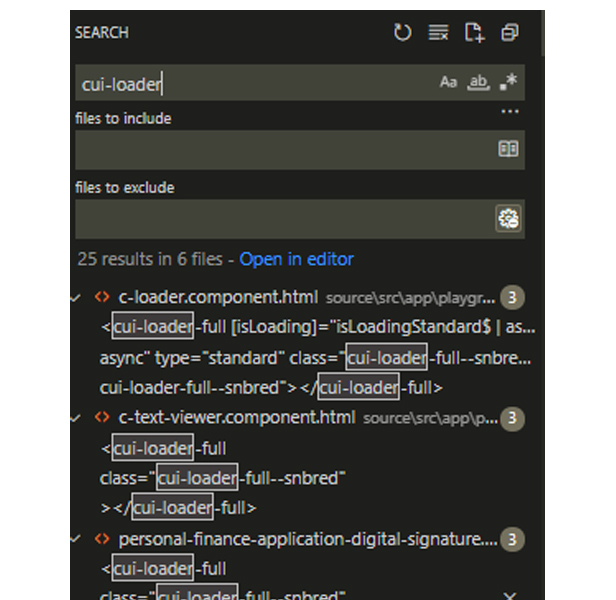 SEARCH
cui-loader
Aa ab .*
files to include
...
files to exclude
25 results in 6 files - Open in editor
c-loader.component.html source\src\app\playgr... 3
<cui-loader-full [isLoading]="isLoadingStandard$ | as...
async" type="standard" class="cui-loader-full--snbre...
cui-loader-full--snbred"></cui-loader-full>
c-text-viewer.component.html source\src\app\p... 3
<cui-loader-full
class="cui-loader-full--snbred"
></cui-loader-full>
personal-finance-application-digital-signature.... 3
<cui-loader-full
class="cui-loader-full--snbred"